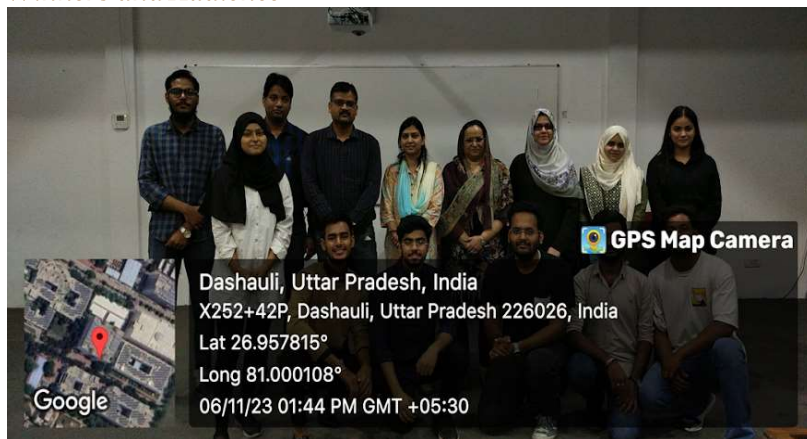 GPS Map Camera
Dashauli, Uttar Pradesh, India
X252+42P, Dashauli, Uttar Pradesh 226026, India
Lat 26.957815°
Long 81.000108°
06/11/23 01:44 PM GMT +05:30
Google